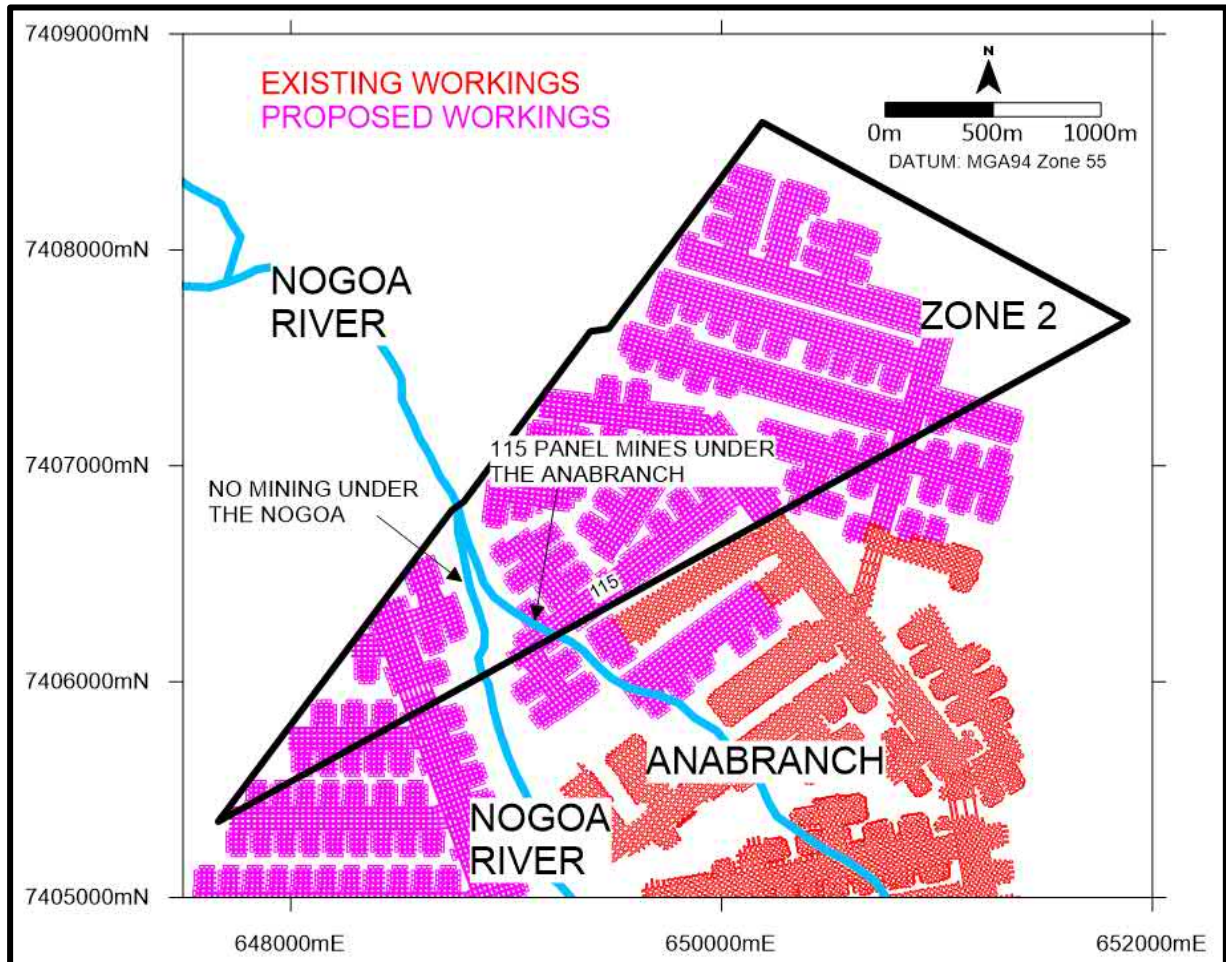 7409000mN
EXISTING WORKINGS
PROPOSED WORKINGS
N
0m 500m 1000m
DATUM: MGA94 Zone 55
7408000mN
NOGOA
RIVER
ZONE 2
7407000mN
115 PANEL MINES UNDER
THE ANABRANCH
NO MINING UNDER
THE NOGOA
115
7406000mN
ANABRANCH
NOGOA
RIVER
7405000mN
648000mE 650000mE 652000mE